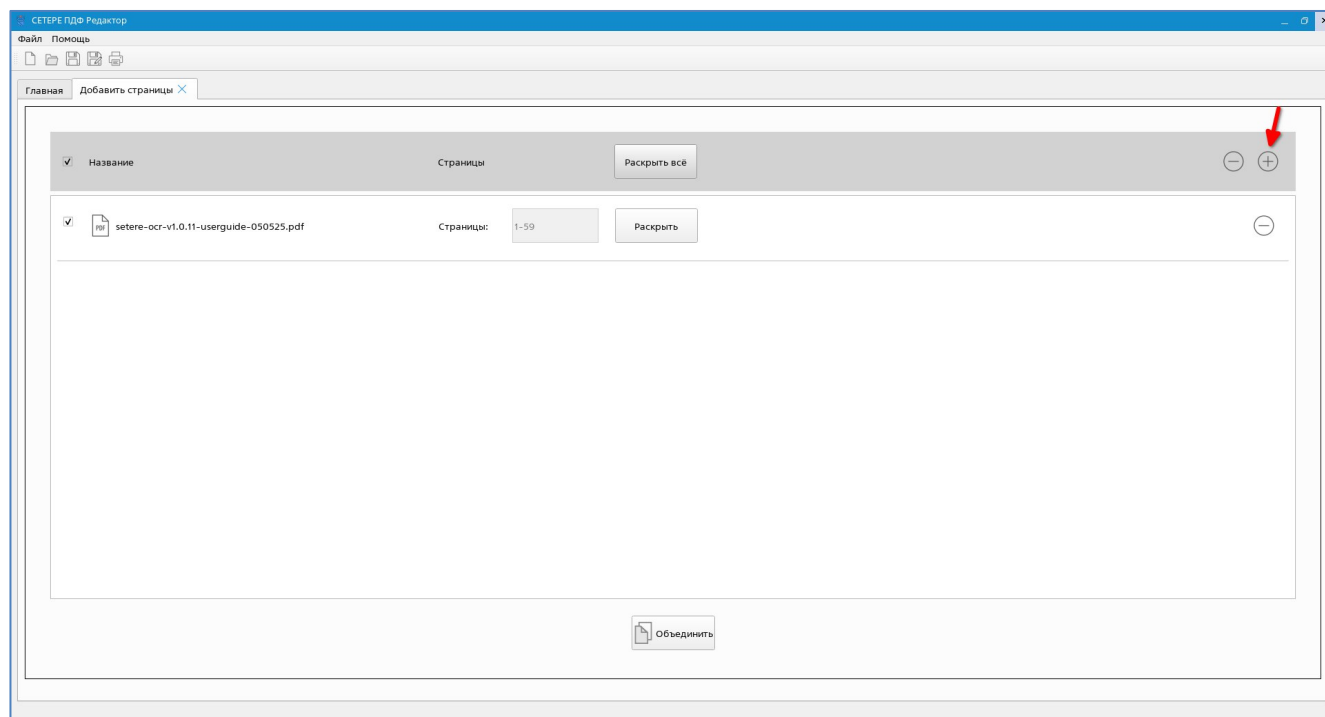 СЕТЕРЕ ПДФ Редактор
Файл Помощь
Главная Добавить страницы
Название Страницы Раскрыть всё
PDF setere-ocr-v1.0.11-userguide-050525.pdf Страницы: 1-59 Раскрыть
Объединить